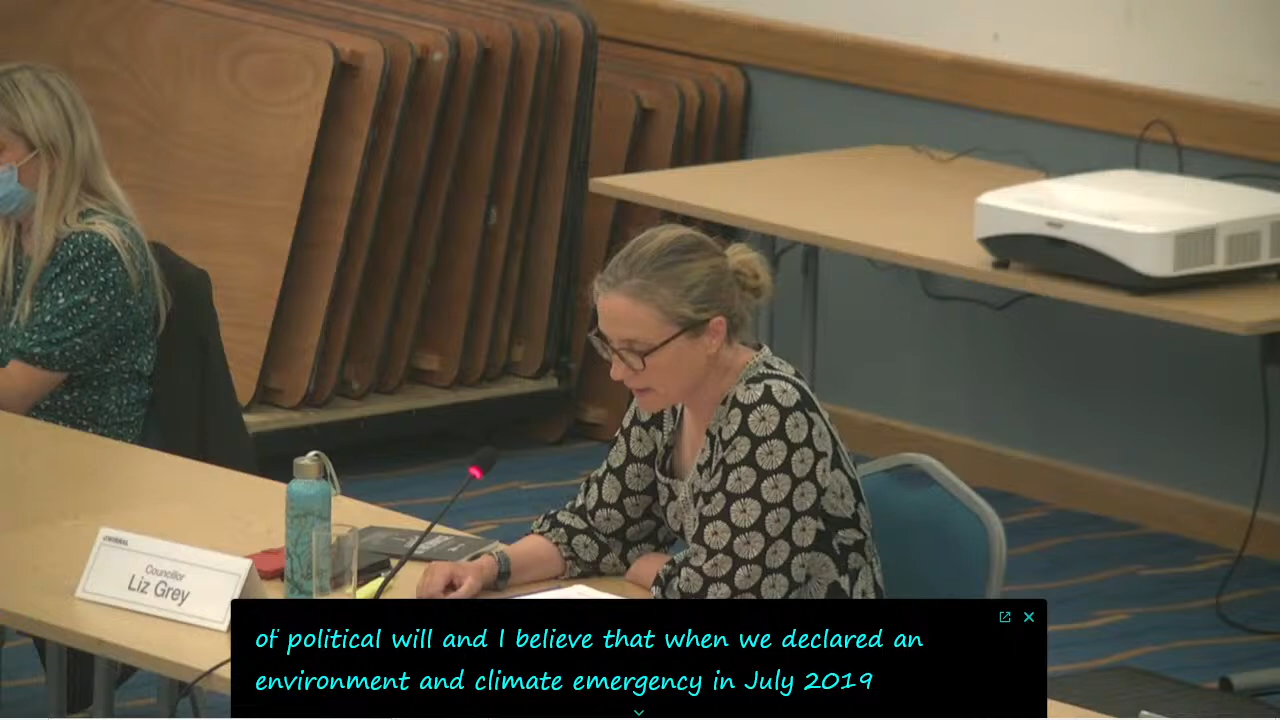 WIRRAL
Councillor
Liz Grey
of political will and I believe that when we declared an
environment and climate emergency in July 2019